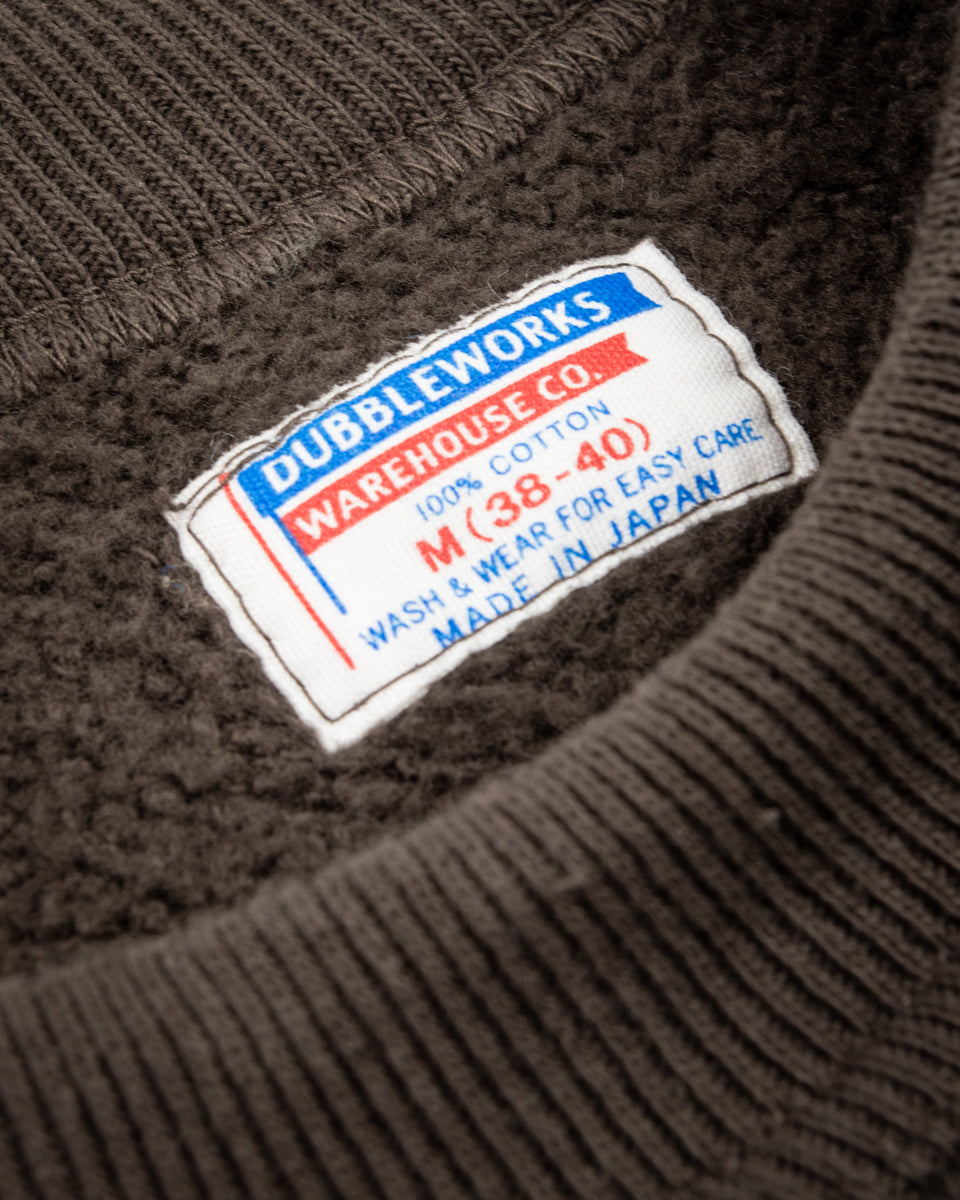 DUBBLEWORKS
WAREHOUSE CO.
100% COTTON
M (38-40)
WASH & WEAR FOR EASY CARE
MADE IN JAPAN